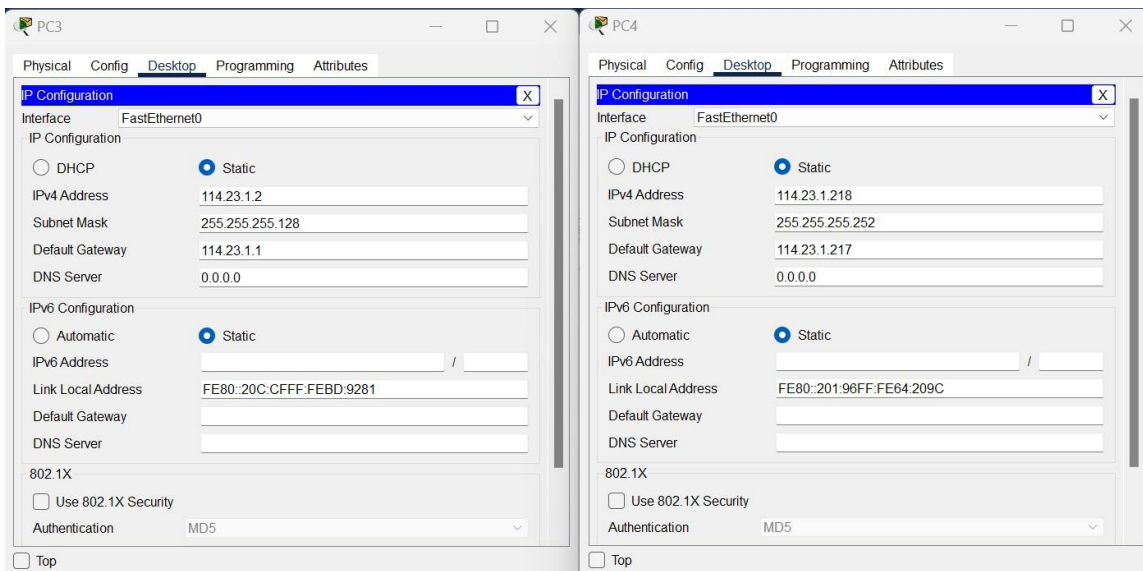 PC3
Physical Config Desktop Programming Attributes
IP Configuration X
Interface FastEthernet0
IP Configuration
DHCP Static
IPv4 Address 114.23.1.2
Subnet Mask 255.255.255.128
Default Gateway 114.23.1.1
DNS Server 0.0.0.0
IPv6 Configuration
Automatic Static
IPv6 Address /
Link Local Address FE80::20C:CFFF:FEBD:9281
Default Gateway
DNS Server
802.1X
Use 802.1X Security
Authentication MD5
Top
PC4
Physical Config Desktop Programming Attributes
IP Configuration X
Interface FastEthernet0
IP Configuration
DHCP Static
IPv4 Address 114.23.1.218
Subnet Mask 255.255.255.252
Default Gateway 114.23.1.217
DNS Server 0.0.0.0
IPv6 Configuration
Automatic Static
IPv6 Address /
Link Local Address FE80::201:96FF:FE64:209C
Default Gateway
DNS Server
802.1X
Use 802.1X Security
Authentication MD5
Top